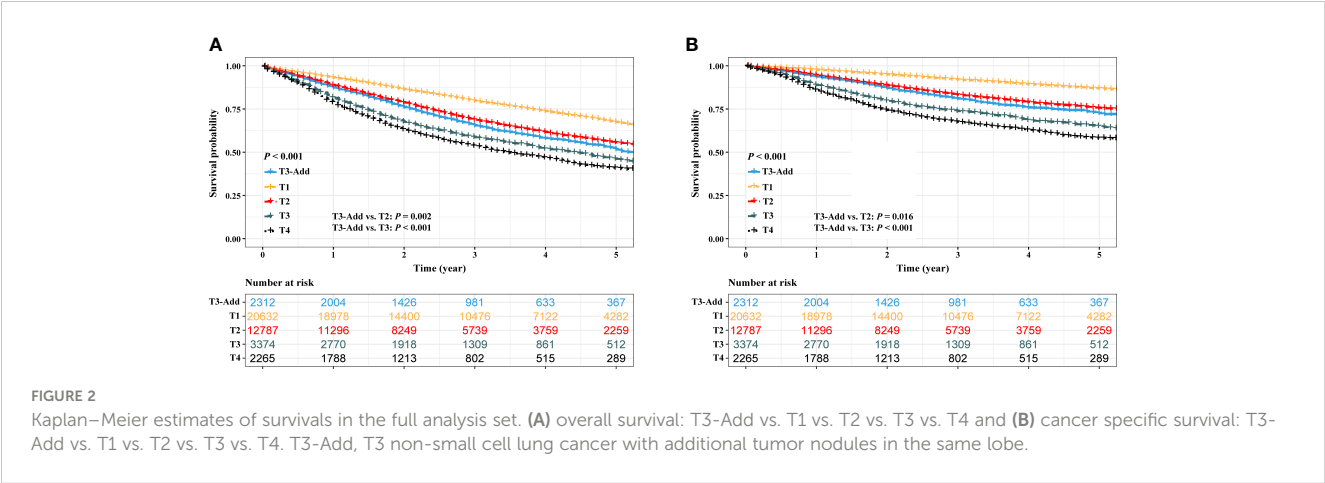 A
1.00
0.75
0.50
0.25
0.00
Survival probability
P < 0.001
T3-Add
T1
T2
T3
T4
T3-Add vs. T2: P = 0.002
T3-Add vs. T3: P < 0.001
0 1 2 3 4 5
Time (year)
Number at risk
T3-Add 2312 2004 1426 981 633 367
T1 20632 18978 14400 10476 7122 4282
T2 12787 11296 8249 5739 3759 2259
T3 3374 2770 1918 1309 861 512
T4 2265 1788 1213 802 515 289
B
1.00
0.75
0.50
0.25
0.00
Survival probability
P < 0.001
T3-Add
T1
T2
T3
T4
T3-Add vs. T2: P = 0.016
T3-Add vs. T3: P < 0.001
0 1 2 3 4 5
Time (year)
Number at risk
T3-Add 2312 2004 1426 981 633 367
T1 20632 18978 14400 10476 7122 4282
T2 12787 11296 8249 5739 3759 2259
T3 3374 2770 1918 1309 861 512
T4 2265 1788 1213 802 515 289
FIGURE 2
Kaplan–Meier estimates of survivals in the full analysis set. (A) overall survival: T3-Add vs. T1 vs. T2 vs. T3 vs. T4 and (B) cancer specific survival: T3-
Add vs. T1 vs. T2 vs. T3 vs. T4. T3-Add, T3 non-small cell lung cancer with additional tumor nodules in the same lobe.